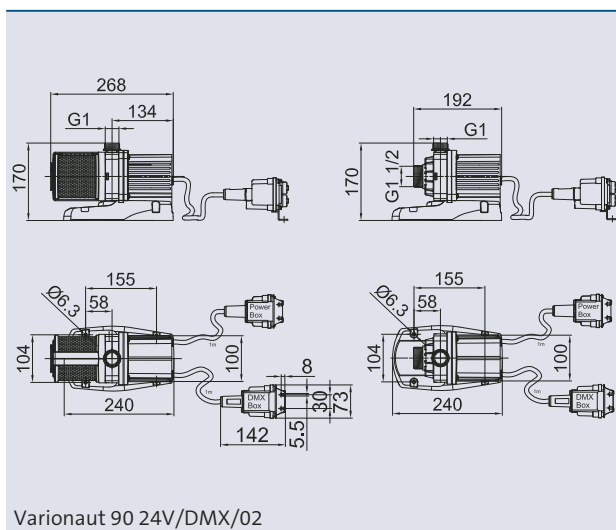 268
134
G1
170
192
G1
G1 1/2
170
155
58
Ø6.3
104
100
240
Power
Box
1m
1m
DMX
Box
8
30
73
5.5
142
155
58
Ø6.3
104
100
240
Power
Box
1m
1m
DMX
Box
Varionaut 90 24V/DMX/02